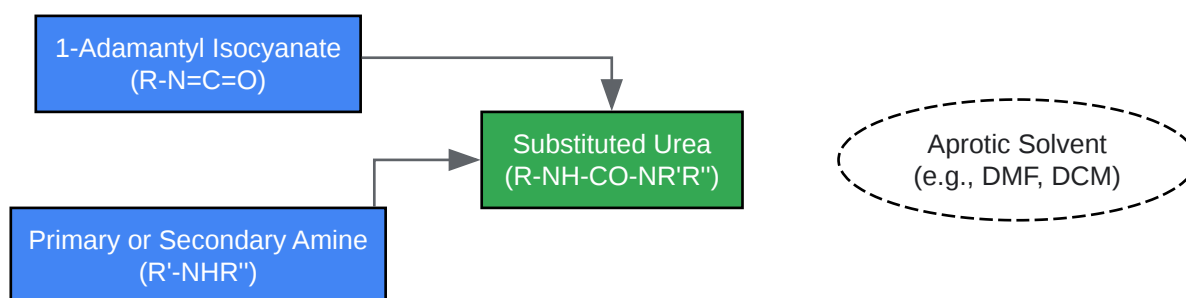 1-Adamantyl Isocyanate
(R-N=C=O)
Substituted Urea
(R-NH-CO-NR'R")
Aprotic Solvent
(e.g., DMF, DCM)
Primary or Secondary Amine
(R'-NHR")